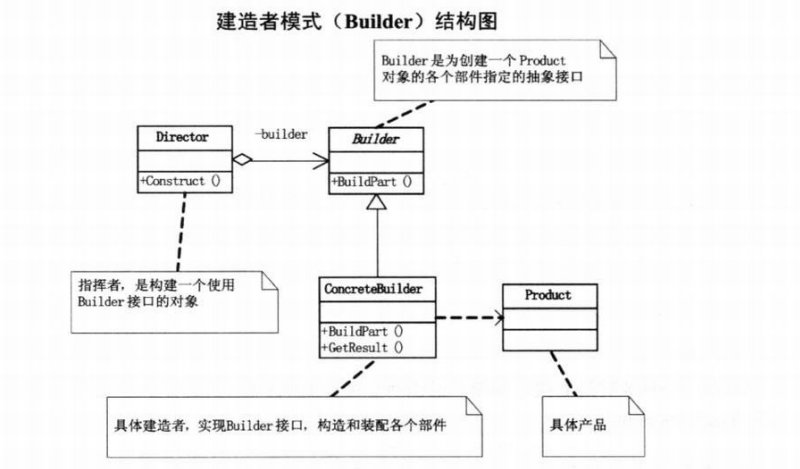 建造者模式（Builder）结构图
Builder是为创建一个Product
对象的各个部件指定的抽象接口
Director
-builder
Builder
+Construct ()
+BuildPart ()
指挥者，是构建一个使用
Builder接口的对象
ConcreteBuilder
Product
+BuildPart ()
+GetResult ()
具体建造者，实现Builder接口，构造和装配各个部件
具体产品